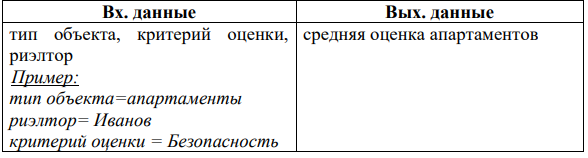 Вх. данные
Вых. данные
тип объекта, критерий оценки,
риэлтор
Пример:
тип объекта=апартаменты
риэлтор= Иванов
критерий оценки = Безопасность
средняя оценка апартаментов